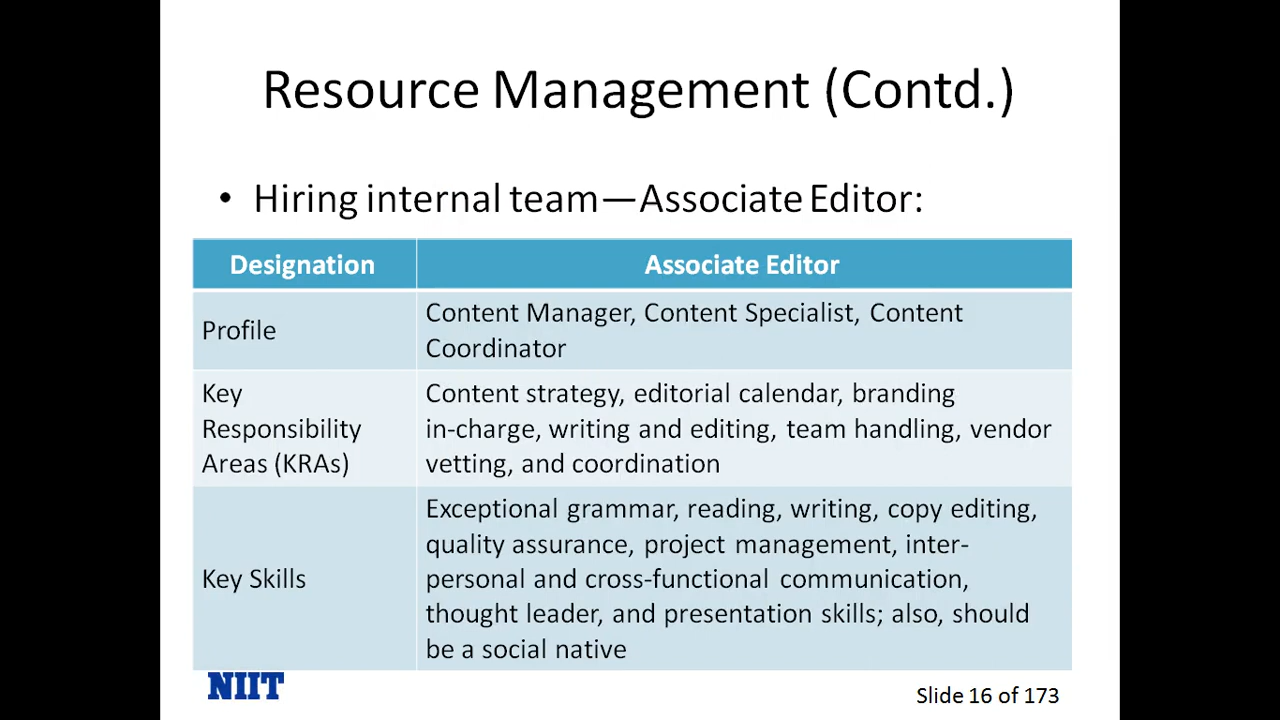 Resource Management (Contd.)
• Hiring internal team—Associate Editor:
Designation
Associate Editor
Profile
Content Manager, Content Specialist, Content
Coordinator
Key
Responsibility
Areas (KRAs)
Content strategy, editorial calendar, branding
in-charge, writing and editing, team handling, vendor
vetting, and coordination
Key Skills
Exceptional grammar, reading, writing, copy editing,
quality assurance, project management, inter-
personal and cross-functional communication,
thought leader, and presentation skills; also, should
be a social native
NIIT
Slide 16 of 173